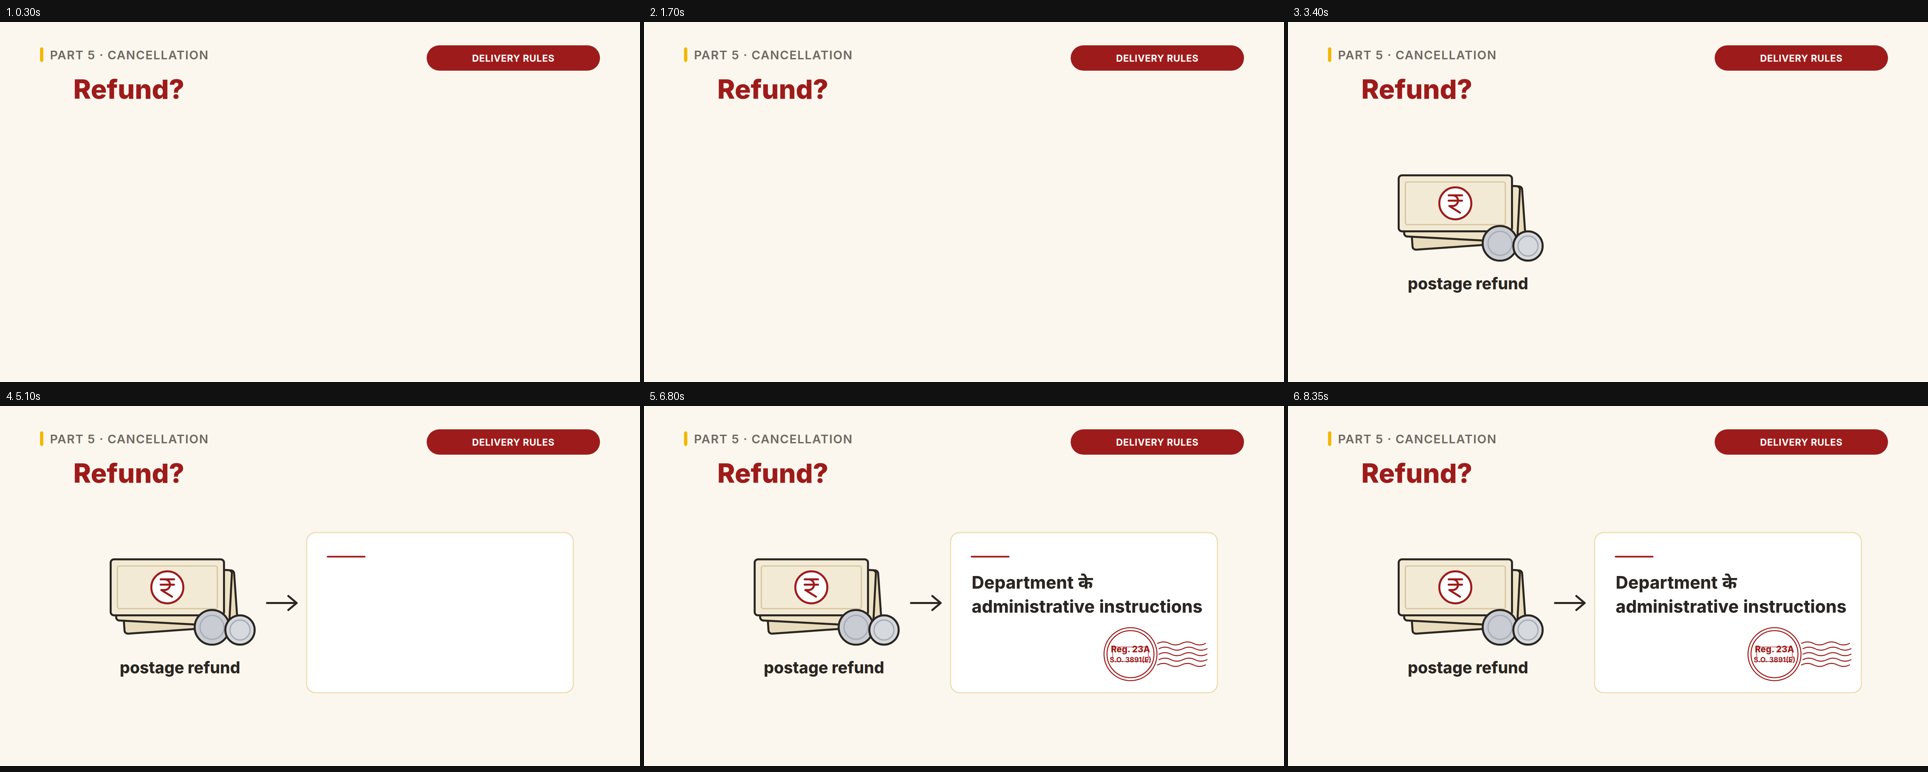 1. 0.30s
PART 5 · CANCELLATION
DELIVERY RULES
Refund?
2. 1.70s
PART 5 · CANCELLATION
DELIVERY RULES
Refund?
3. 3.40s
PART 5 · CANCELLATION
DELIVERY RULES
Refund?
₹
postage refund
4. 5.10s
PART 5 · CANCELLATION
DELIVERY RULES
Refund?
₹
postage refund
5. 6.80s
PART 5 · CANCELLATION
DELIVERY RULES
Refund?
₹
postage refund
Department के
administrative instructions
Reg. 23A
S.O. 3891(E)
6. 8.35s
PART 5 · CANCELLATION
DELIVERY RULES
Refund?
₹
postage refund
Department के
administrative instructions
Reg. 23A
S.O. 3891(E)